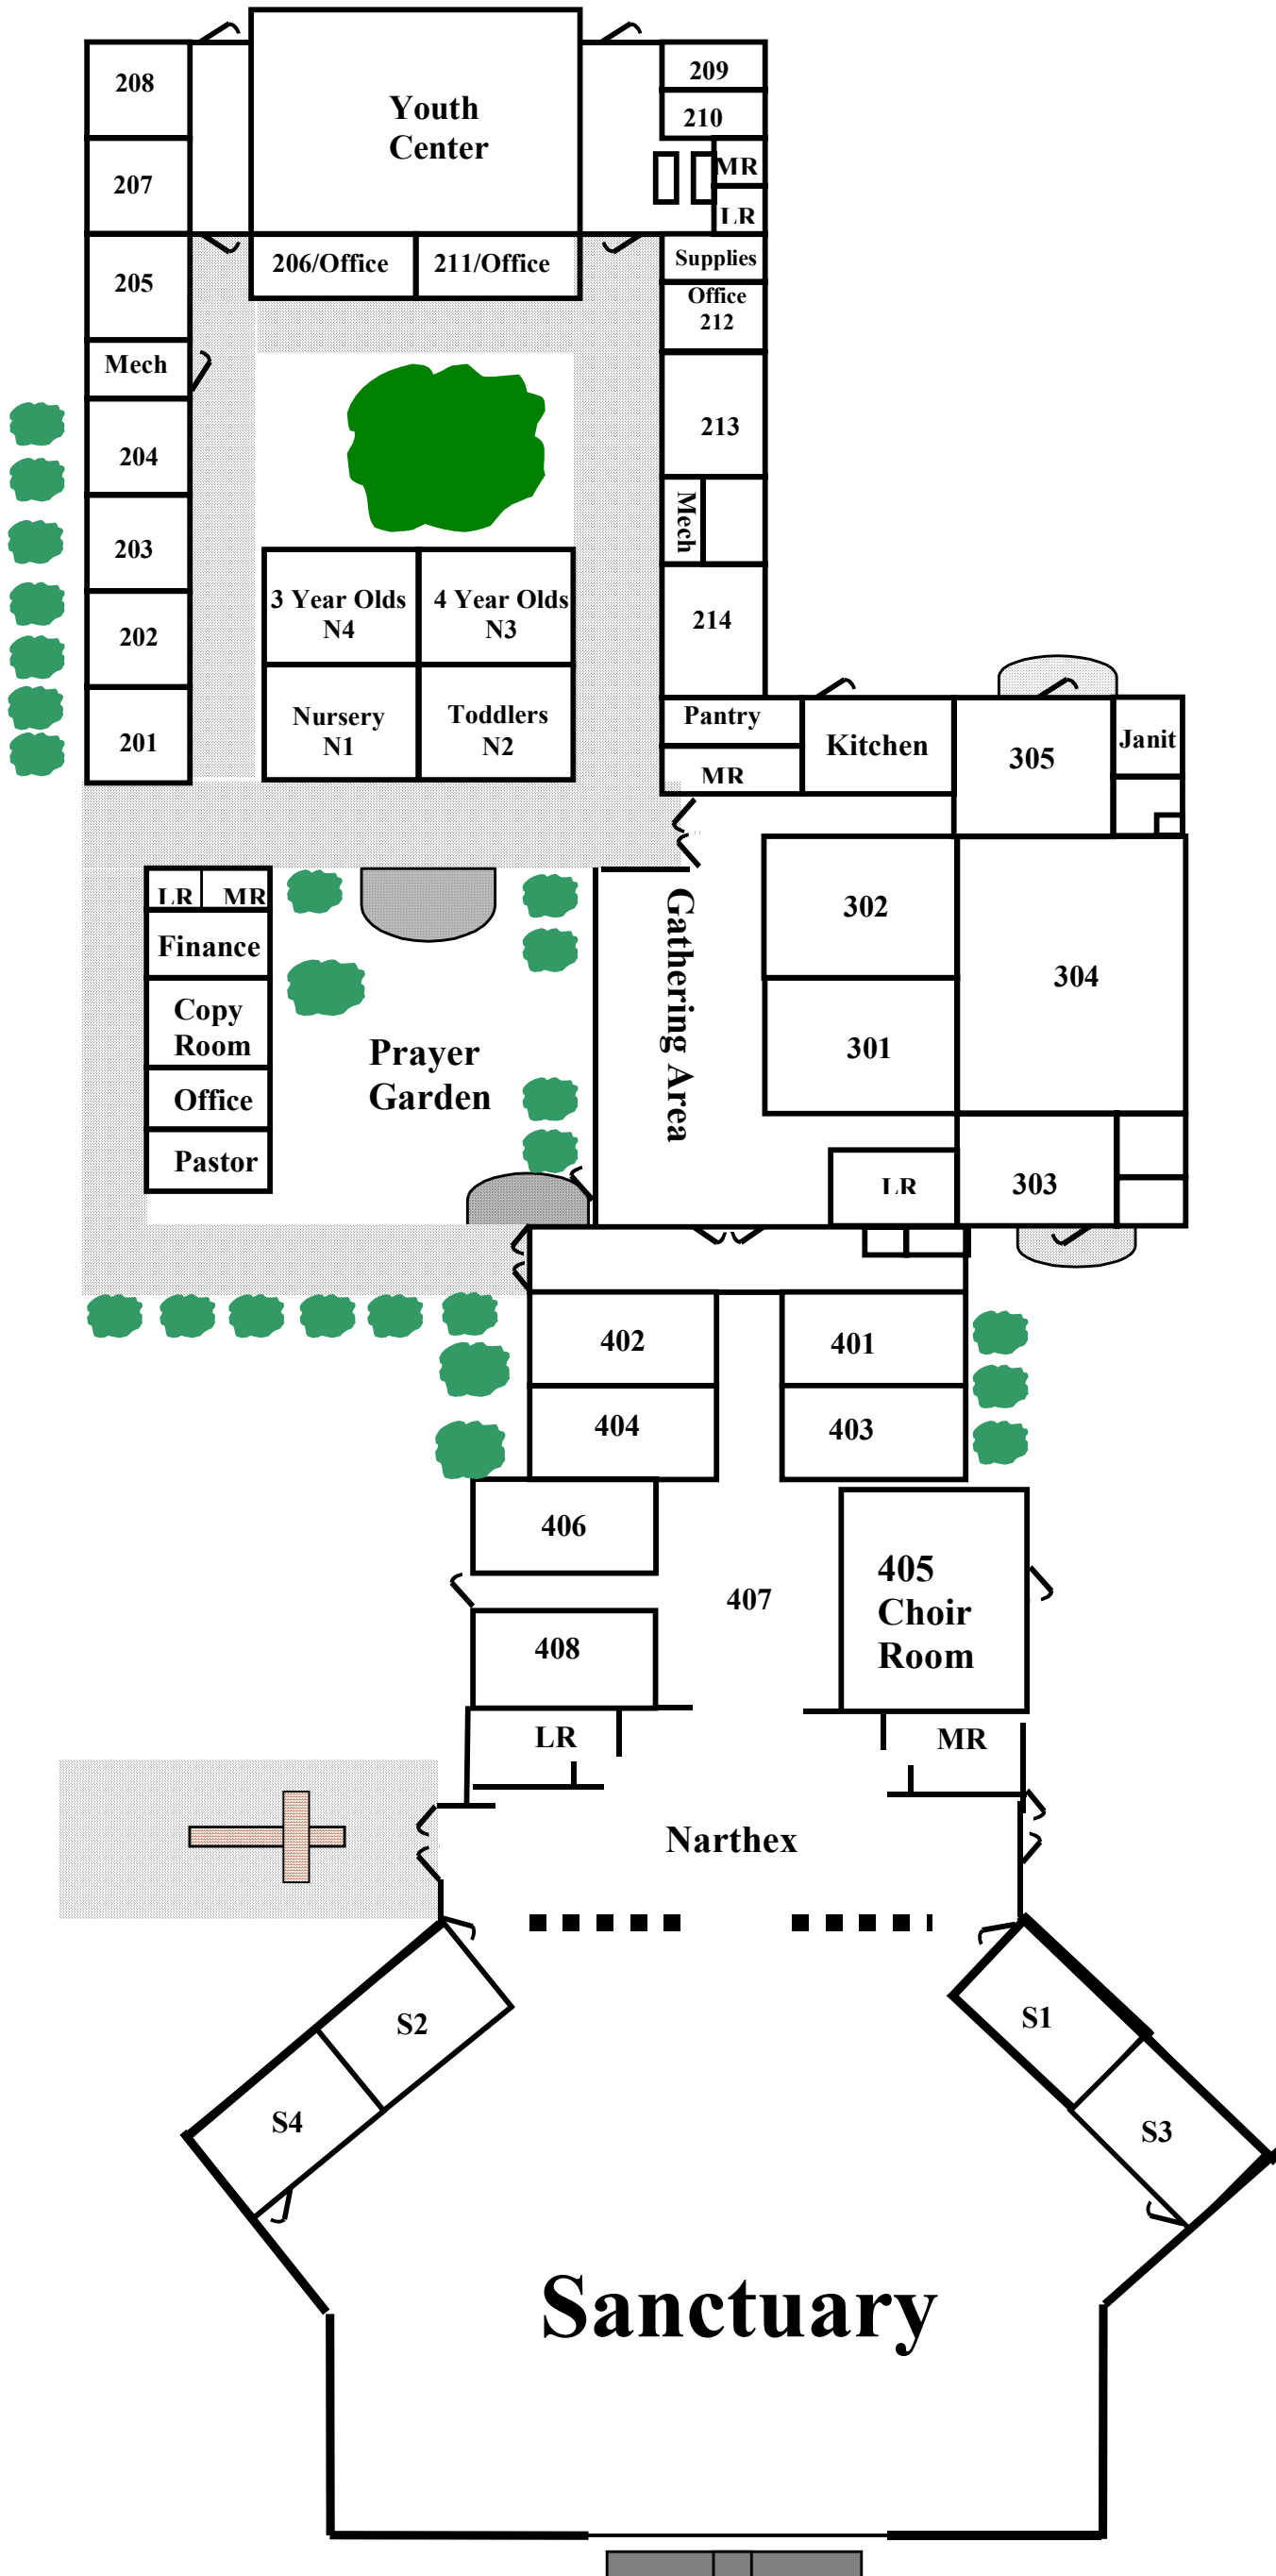 208
Youth
Center
209
210
207
MR
LR
205
206/Office
211/Office
Supplies
Office
212
Mech
213
204
Mech
203
3 Year Olds
N4
4 Year Olds
N3
214
202
201
Nursery
N1
Toddlers
N2
Pantry
MR
Kitchen
305
Janit
LR
MR
Finance
Copy
Room
Office
Pastor
Prayer
Garden
Gathering Area
302
304
301
LR
303
402
401
404
403
406
405
Choir
Room
407
408
LR
MR
Narthex
S2
S1
S4
S3
Sanctuary